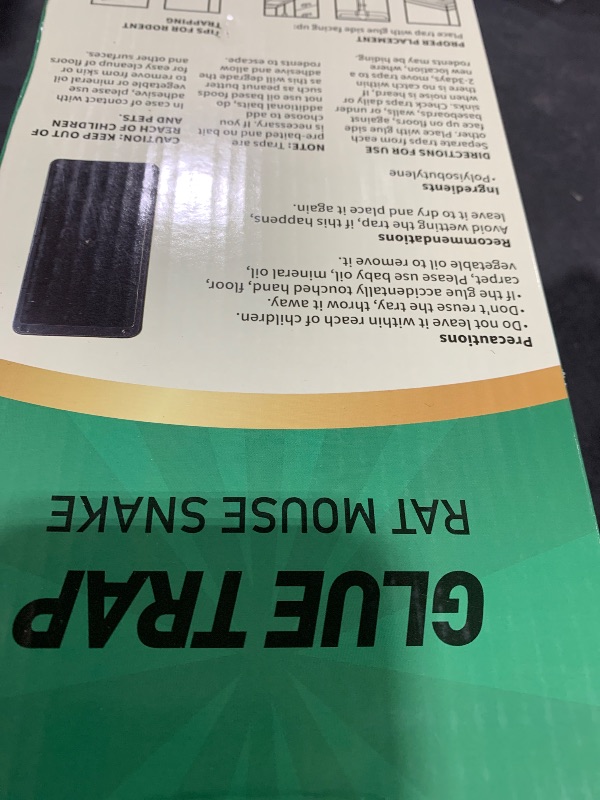 GLUE TRAP
RAT MOUSE SNAKE
Precautions
•Do not leave it within reach of children.
•Don't reuse the tray, throw it away.
•If the glue accidentally touched hand, floor,
carpet, Please use baby oil, mineral oil,
vegetable oil to remove it.
Recommendations
Avoid wetting the trap, if this happens,
leave it to dry and place it again.
Ingredients
•Polyisobutylene
DIRECTIONS FOR USE
Separate traps from each
other. Place with glue side
face up on floors, against
baseboards, walls, or under
sinks. Check traps daily or
when noise is heard, if
there is no catch within
2-3days, move traps to a
new location, where
rodents may be hiding.
NOTE: Traps are
pre-baited and no bait
is necessary. If you
choose to add
additional baits, do
not use oil based foods
such as peanut butter
as this will degrade the
adhesive and allow
rodents to escape.
CAUTION: KEEP OUT OF
REACH OF CHILDREN
AND PETS.
In case of contact with
adhesive, please use
vegetable or mineral oil
to remove from skin or
for easy cleanup of floors
and other surfaces.
PROPER PLACEMENT
Place trap with glue side facing up:
TIPS FOR RODENT
TRAPPING